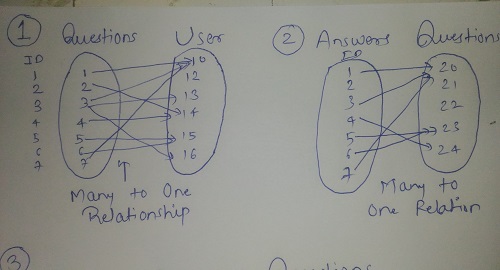 1 Questions User
ID
1 1 10
2 2 12
3 3 13
4 4 14
5 5 15
6 6 16
7 7
Many to One
Relationship
2 Answers Questions
ID
1 20
2 21
3 22
4 23
5 24
6
7
Many to
One Relation
3 Questions